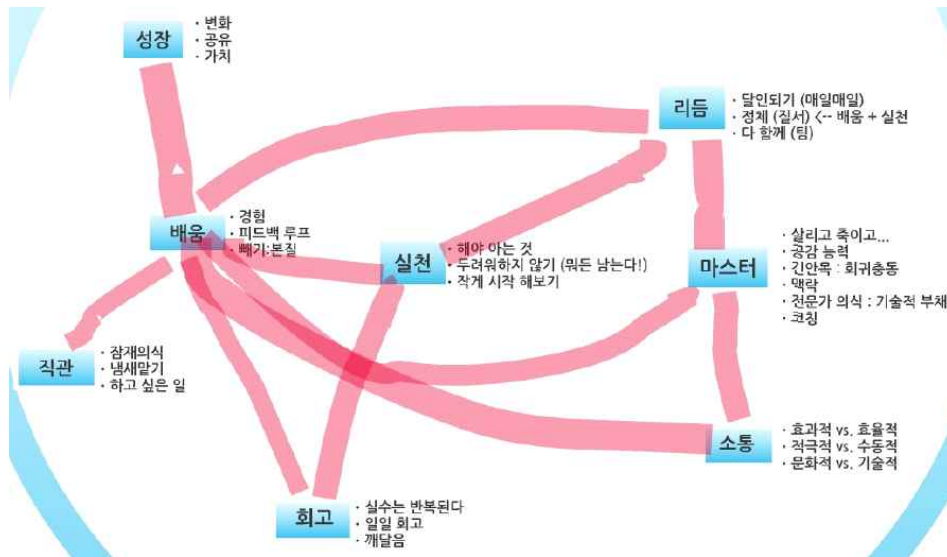 성장
· 변화
· 공유
· 가치
리듬
· 달인되기 (매일매일)
· 정체 (질서) <-- 배움 + 실천
· 다 함께 (팀)
배움
· 경험
· 피드백 루프
· 빼기:본질
실천
· 해야 아는 것
· 두려워하지 않기 (뭐든 남는다!)
· 작게 시작 해보기
마스터
· 살리고 죽이고...
· 공감 능력
· 긴안목 : 회귀충동
· 맥락
· 전문가 의식 : 기술적 부채
· 코칭
직관
· 잠재의식
· 냄새맡기
· 하고 싶은 일
소통
· 효과적 vs. 효율적
· 적극적 vs. 수동적
· 문화적 vs. 기술적
회고
· 실수는 반복된다
· 일일 회고
· 깨달음